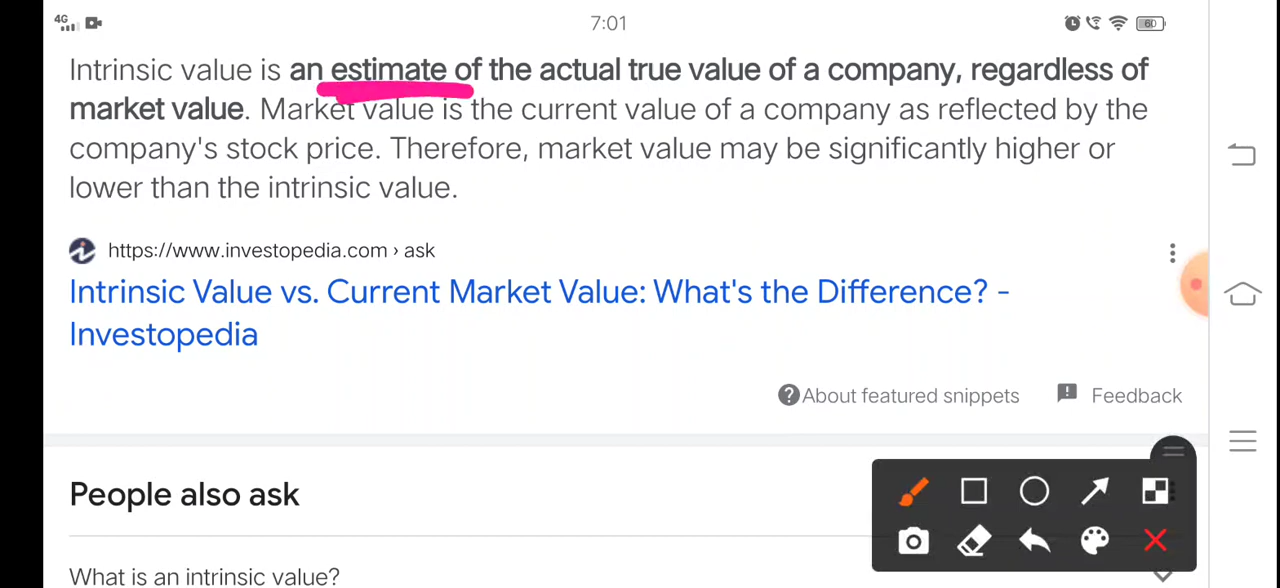 4G 7:01 60
Intrinsic value is an estimate of the actual true value of a company, regardless of
market value. Market value is the current value of a company as reflected by the
company's stock price. Therefore, market value may be significantly higher or
lower than the intrinsic value.
https://www.investopedia.com › ask
Intrinsic Value vs. Current Market Value: What's the Difference? -
Investopedia
About featured snippets Feedback
People also ask
What is an intrinsic value?